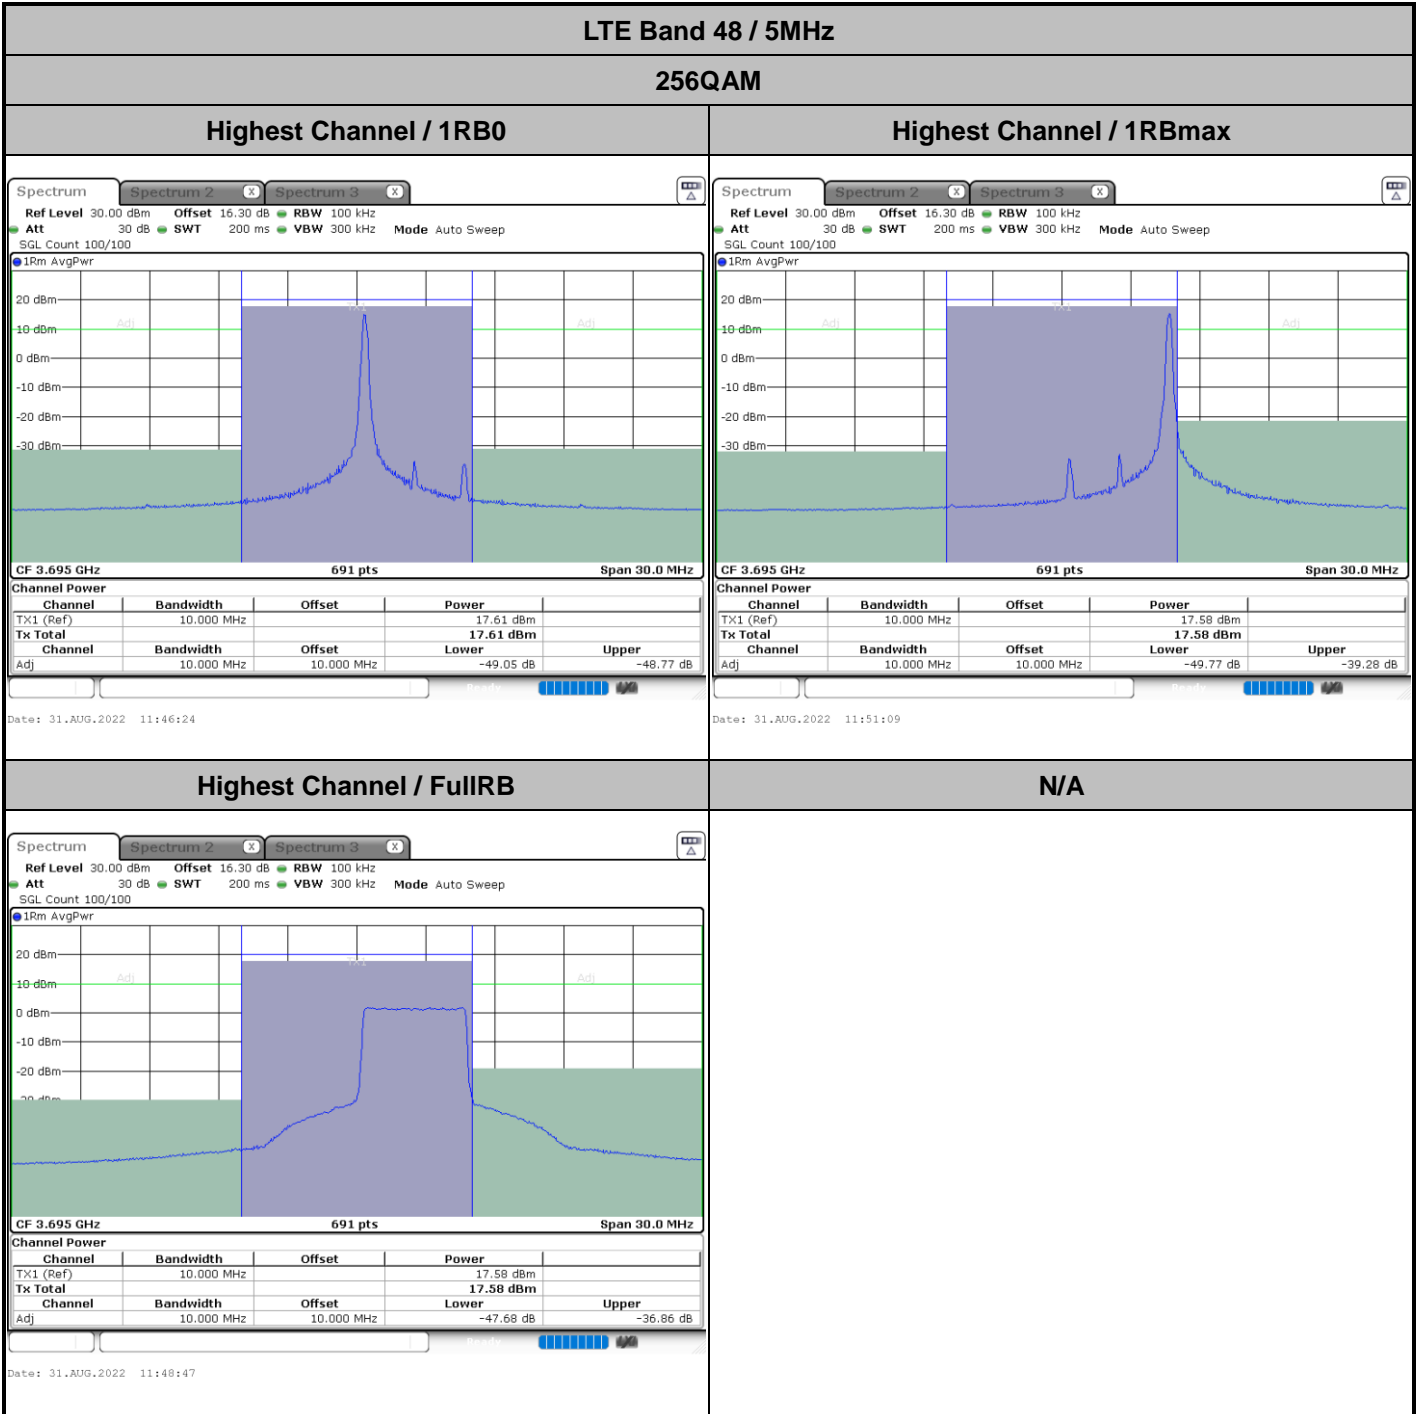 LTE Band 48 / 5MHz
256QAM
Highest Channel / 1RB0
Highest Channel / 1RBmax
Spectrum Spectrum 2 X Spectrum 3 X
Ref Level 30.00 dBm Offset 16.30 dB RBW 100 kHz
Att 30 dB SWT 200 ms VBW 300 kHz Mode Auto Sweep
SGL Count 100/100
1Rm AvgPwr
TX1
20 dBm
Adj Adj
10 dBm
0 dBm
-10 dBm
-20 dBm
-30 dBm
CF 3.695 GHz 691 pts Span 30.0 MHz
Channel Power
Channel Bandwidth Offset Power
TX1 (Ref) 10.000 MHz 17.61 dBm
Tx Total 17.61 dBm
Channel Bandwidth Offset Lower Upper
Adj 10.000 MHz 10.000 MHz -49.05 dB -48.77 dB
Ready
Date: 31.AUG.2022 11:46:24
Spectrum Spectrum 2 X Spectrum 3 X
Ref Level 30.00 dBm Offset 16.30 dB RBW 100 kHz
Att 30 dB SWT 200 ms VBW 300 kHz Mode Auto Sweep
SGL Count 100/100
1Rm AvgPwr
TX1
20 dBm
Adj Adj
10 dBm
0 dBm
-10 dBm
-20 dBm
-30 dBm
CF 3.695 GHz 691 pts Span 30.0 MHz
Channel Power
Channel Bandwidth Offset Power
TX1 (Ref) 10.000 MHz 17.58 dBm
Tx Total 17.58 dBm
Channel Bandwidth Offset Lower Upper
Adj 10.000 MHz 10.000 MHz -49.77 dB -39.28 dB
Ready
Date: 31.AUG.2022 11:51:09
Highest Channel / FullRB
N/A
Spectrum Spectrum 2 X Spectrum 3 X
Ref Level 30.00 dBm Offset 16.30 dB RBW 100 kHz
Att 30 dB SWT 200 ms VBW 300 kHz Mode Auto Sweep
SGL Count 100/100
1Rm AvgPwr
20 dBm
TX1
Adj Adj
10 dBm
0 dBm
-10 dBm
-20 dBm
-30 dBm
CF 3.695 GHz 691 pts Span 30.0 MHz
Channel Power
Channel Bandwidth Offset Power
TX1 (Ref) 10.000 MHz 17.58 dBm
Tx Total 17.58 dBm
Channel Bandwidth Offset Lower Upper
Adj 10.000 MHz 10.000 MHz -47.68 dB -36.86 dB
Ready
Date: 31.AUG.2022 11:48:47